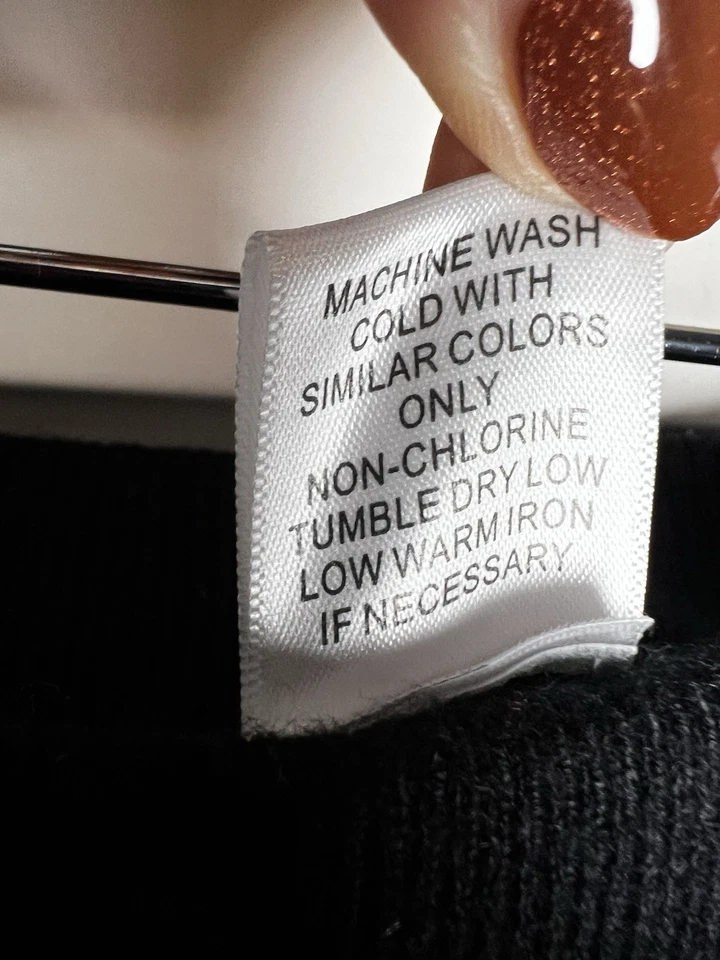 MACHINE WASH
COLD WITH
SIMILAR COLORS
ONLY
NON-CHLORINE
TUMBLE DRY LOW
LOW WARM IRON
IF NECESSARY